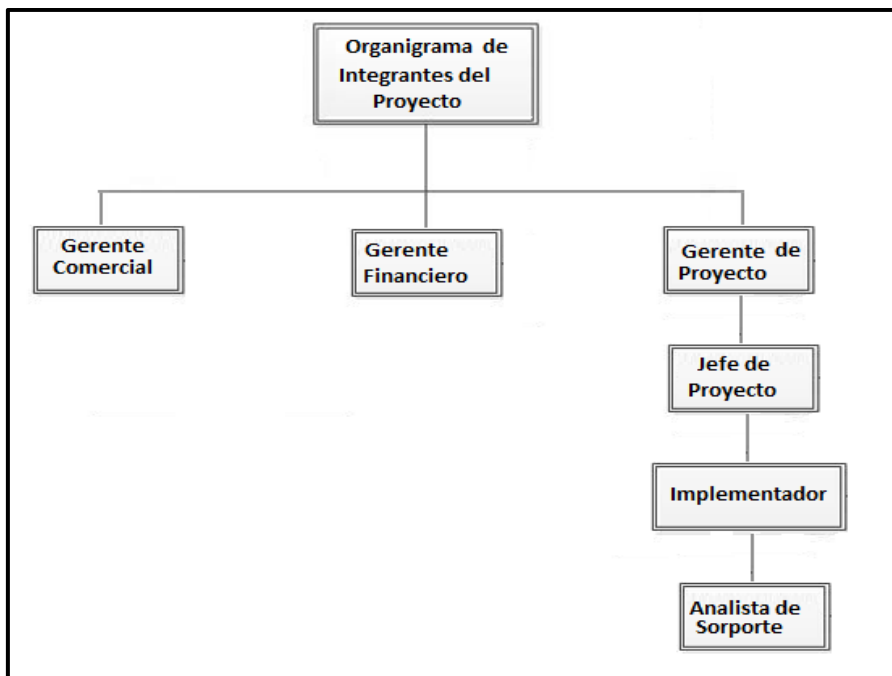 Organigrama de
Integrantes del
Proyecto
Gerente
Comercial
Gerente
Financiero
Gerente de
Proyecto
Jefe de
Proyecto
Implementador
Analista de
Sorporte